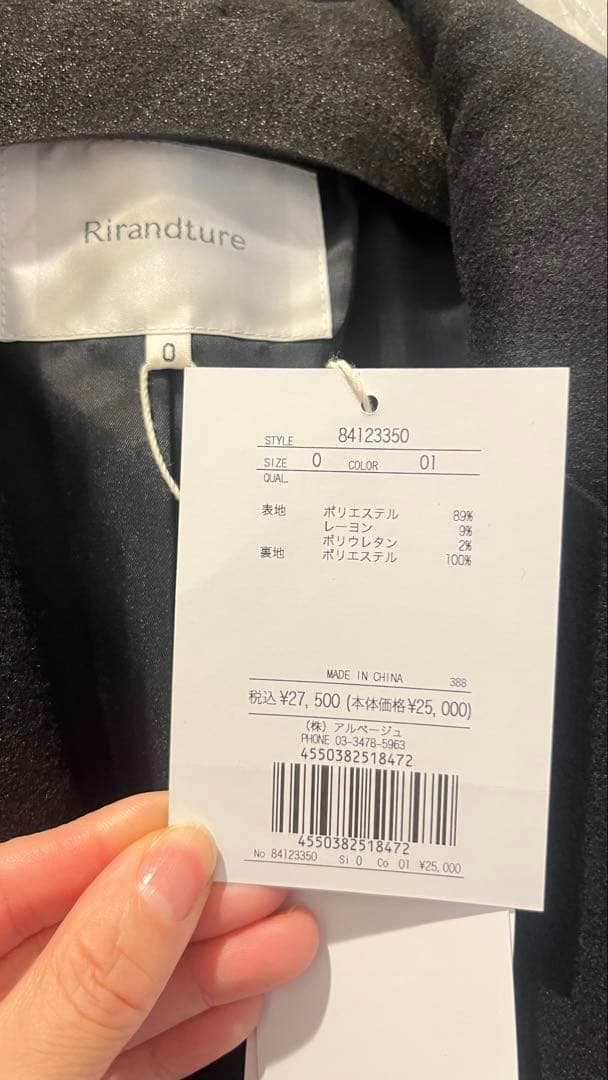 Rirandture
0
STYLE 84123350
SIZE 0 COLOR 01
QUAL.
表地 ポリエステル 89%
レーヨン 9%
ポリウレタン 2%
裏地 ポリエステル 100%
MADE IN CHINA 388
税込¥27,500 (本体価格¥25,000)
(株) アルページュ
PHONE 03-3478-5963
4550382518472
4550382518472
No 84123350 Si 0 Co 01 ¥25,000